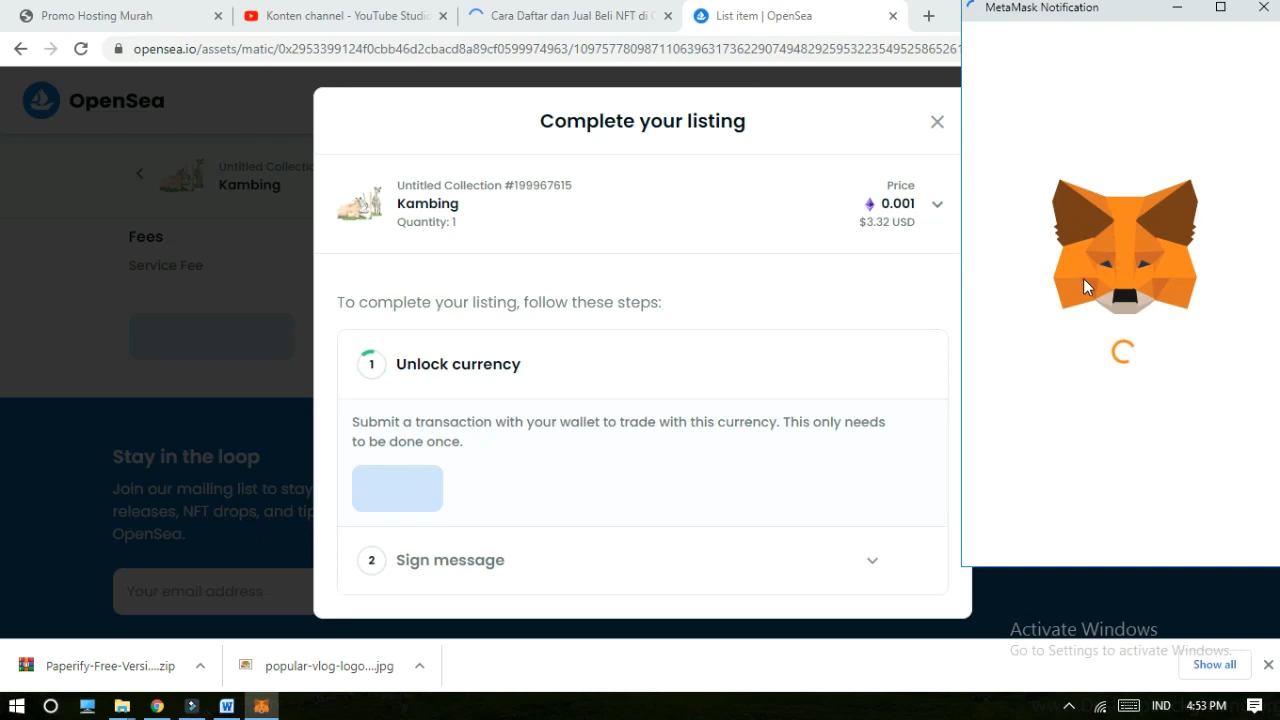 Promo Hosting Murah
Konten channel - YouTube Studio
Cara Daftar dan Jual Beli NFT di O
List item | OpenSea
MetaMask Notification
opensea.io/assets/matic/0x2953399124f0cbb46d2cbacd8a89cf0599974963/1097577809871106396317362290749482925953223549525865261
OpenSea
Untitled Collectio
Kambing
Fees
Service Fee
Complete your listing
Untitled Collection #199967615
Kambing
Quantity: 1
Price
0.001
$3.32 USD
To complete your listing, follow these steps:
1 Unlock currency
Submit a transaction with your wallet to trade with this currency. This only needs
to be done once.
2 Sign message
Stay in the loop
Join our mailing list to stay
releases, NFT drops, and tip
OpenSea.
Your email address
Activate Windows
Go to Settings to activate Windows.
Paperify-Free-Versi....zip
popular-vlog-logo....jpg
Show all
IND
4:53 PM